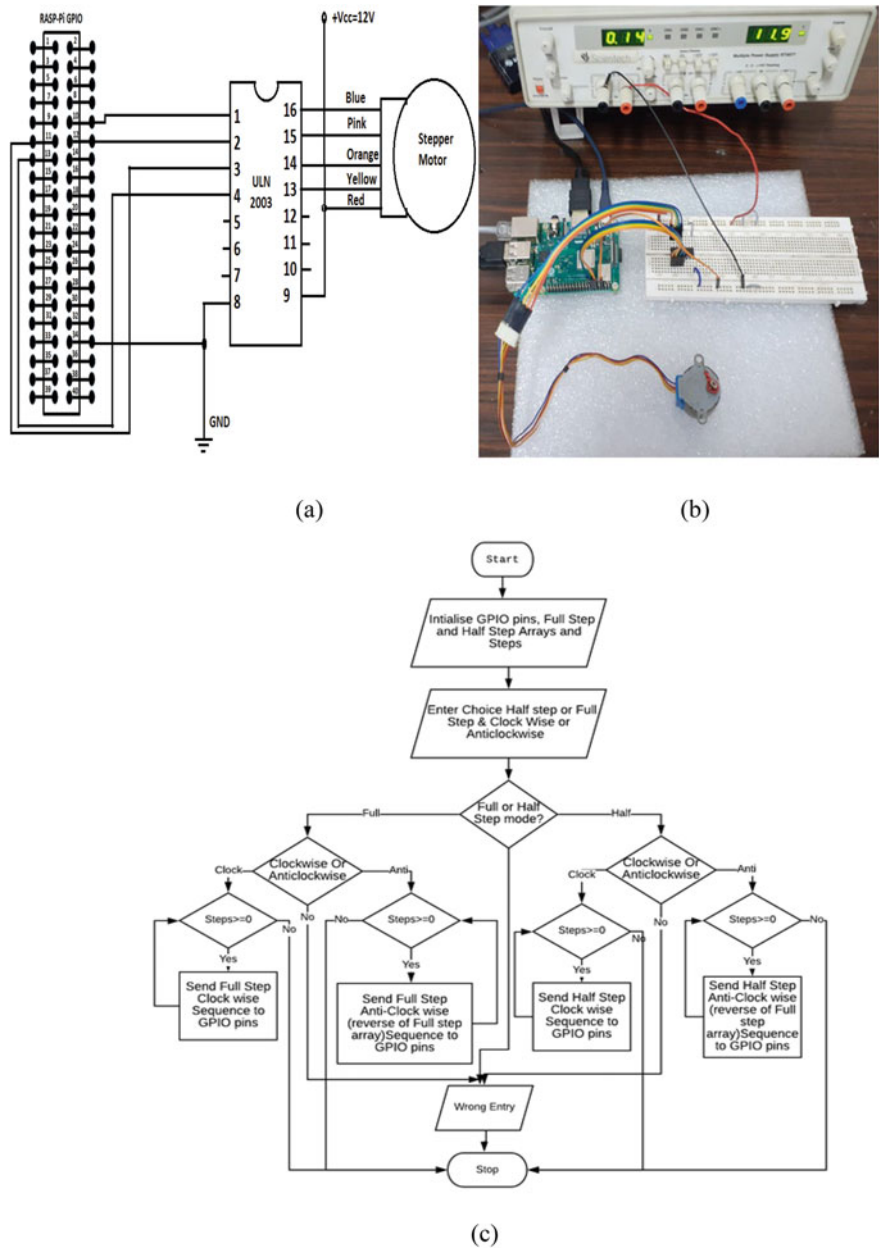 RASP-Pi GPIO
+Vcc=12V
1
2
3
4
5
6
7
8
16
15
14
13
12
11
10
9
ULN
2003
Blue
Pink
Orange
Yellow
Red
Stepper
Motor
GND
0.14
11.9
(a)
(b)
Start
Intialise GPIO pins, Full Step
and Half Step Arrays and
Steps
Enter Choice Half step or Full
Step & Clock Wise or
Anticlockwise
Full or Half
Step mode?
Full
Half
Clockwise Or
Anticlockwise
Clockwise Or
Anticlockwise
Clock
Anti
Clock
Anti
No
No
Steps>=0
Steps>=0
Steps>=0
Steps>=0
No
No
No
No
Yes
Yes
Yes
Yes
Send Full Step
Clock wise
Sequence to
GPIO pins
Send Full Step
Anti-Clock wise
(reverse of Full step
array)Sequence to
GPIO pins
Send Half Step
Clock wise
Sequence to
GPIO pins
Send Half Step
Anti-Clock wise
(reverse of Full
step
array)Sequence
to GPIO pins
Wrong Entry
Stop
(c)